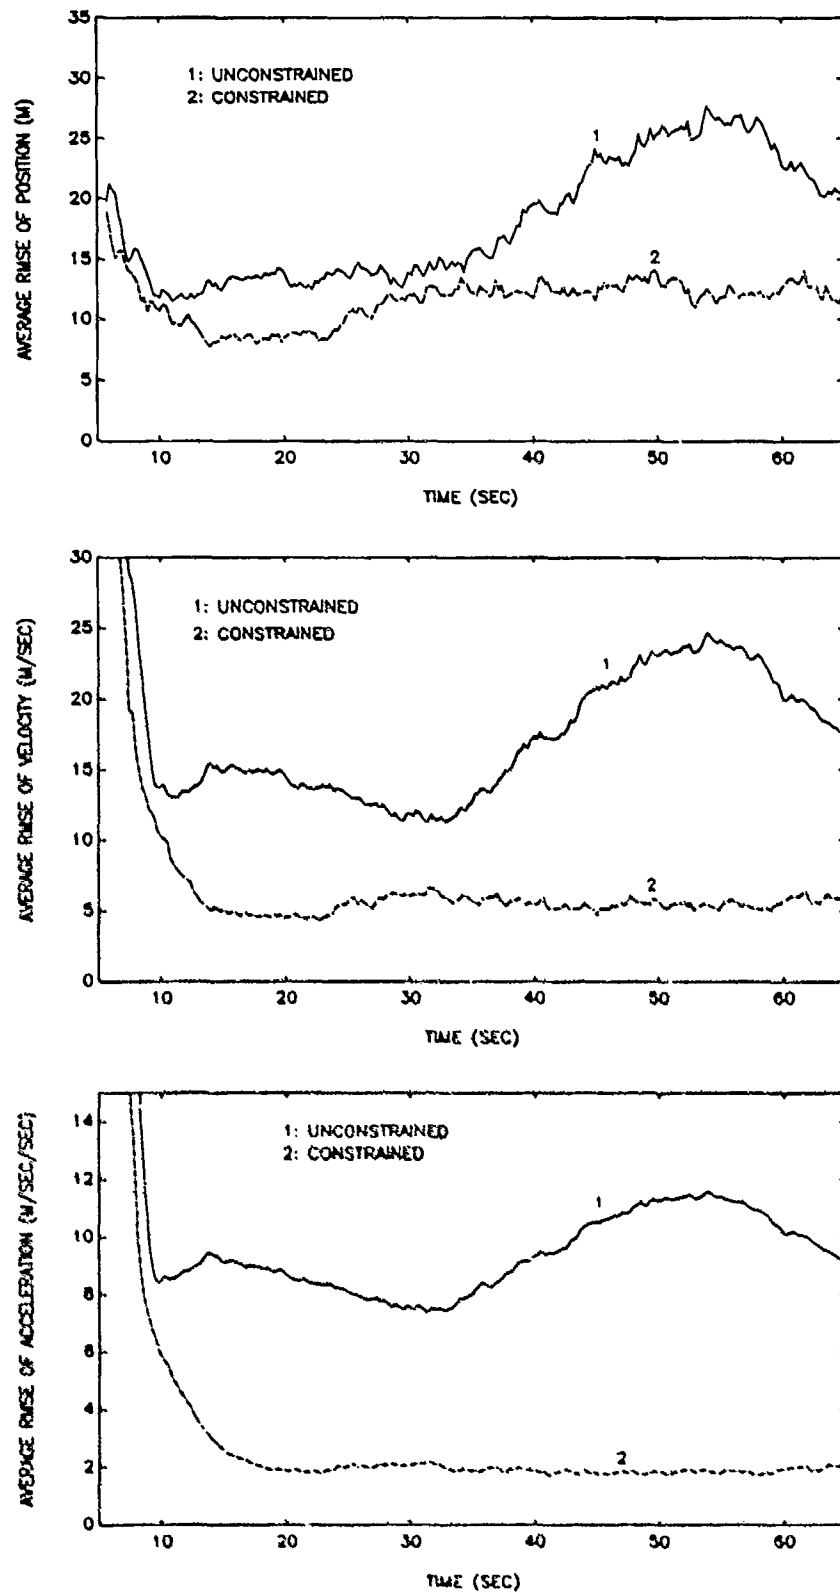 35
30
25
20
15
10
5
0
AVERAGE RMSE OF POSITION (M)
1: UNCONSTRAINED
2: CONSTRAINED
1
2
10 20 30 40 50 60
TIME (SEC)
30
25
20
15
10
5
0
AVERAGE RMSE OF VELOCITY (M/SEC)
1: UNCONSTRAINED
2: CONSTRAINED
1
2
10 20 30 40 50 60
TIME (SEC)
14
12
10
8
6
4
2
0
AVERAGE RMSE OF ACCELERATION (M/SEC/SEC)
1: UNCONSTRAINED
2: CONSTRAINED
1
2
10 20 30 40 50 60
TIME (SEC)